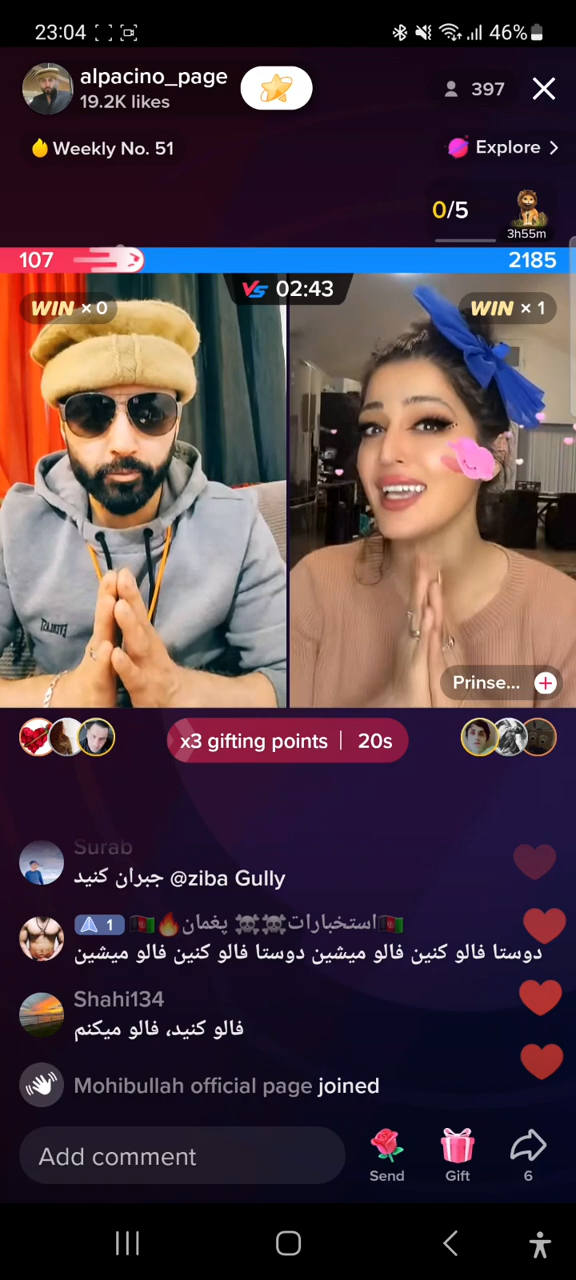 23:04
46%
alpacino_page
19.2K likes
397
Weekly No. 51
Explore
0/5
3h55m
107
2185
VS 02:43
WIN × 0
WIN × 1
Prinse...
x3 gifting points | 20s
Surab
جبران کنید @ziba Gully
1 🇦🇫🔥استخبارات☠️☠️ پغمان🇦🇫
دوستا فالو کنین فالو میشین دوستا فالو کنین فالو میشین
Shahi134
فالو کنید، فالو میکنم
Mohibullah official page joined
Add comment
Send
Gift
6